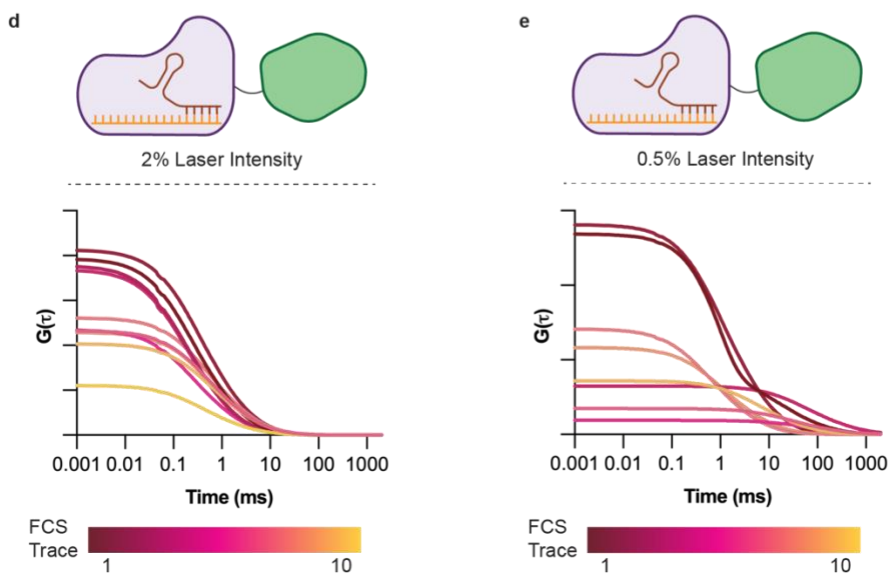 d
2% Laser Intensity
G(τ)
0.001 0.01 0.1 1 10 100 1000
Time (ms)
FCS
Trace
1 10
e
0.5% Laser Intensity
G(τ)
0.001 0.01 0.1 1 10 100 1000
Time (ms)
FCS
Trace
1 10